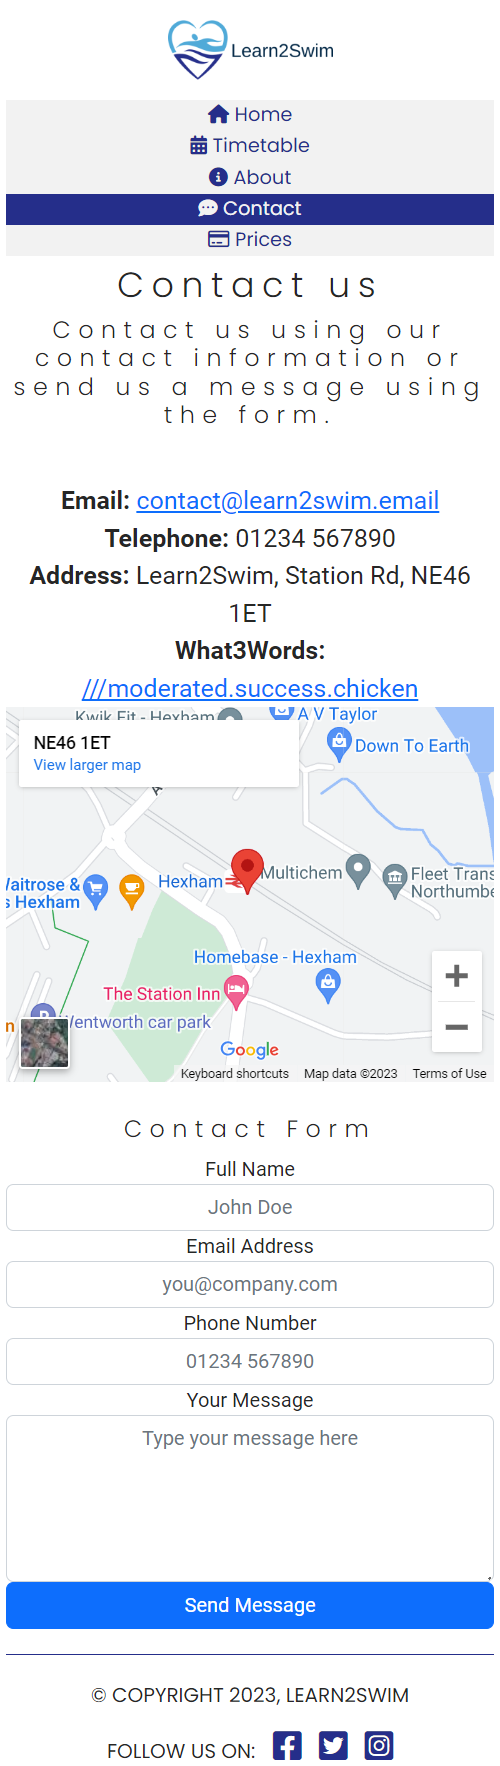 Learn2Swim
Home
Timetable
About
Contact
Prices
Contact us
Contact us using our
contact information or
send us a message using
the form.
Email: contact@learn2swim.email
Telephone: 01234 567890
Address: Learn2Swim, Station Rd, NE46
1ET
What3Words:
///moderated.success.chicken
Kwik Fit - Hexham
A V Taylor
NE46 1ET
View larger map
Down To Earth
A
Multichem
Hexham
Fleet Trans
Northumbe
Waitrose &
s Hexham
Homebase - Hexham
The Station Inn
Wentworth car park
n
Google
Keyboard shortcuts Map data ©2023 Terms of Use
Contact Form
Full Name
John Doe
Email Address
you@company.com
Phone Number
01234 567890
Your Message
Type your message here
Send Message
© COPYRIGHT 2023, LEARN2SWIM
FOLLOW US ON: